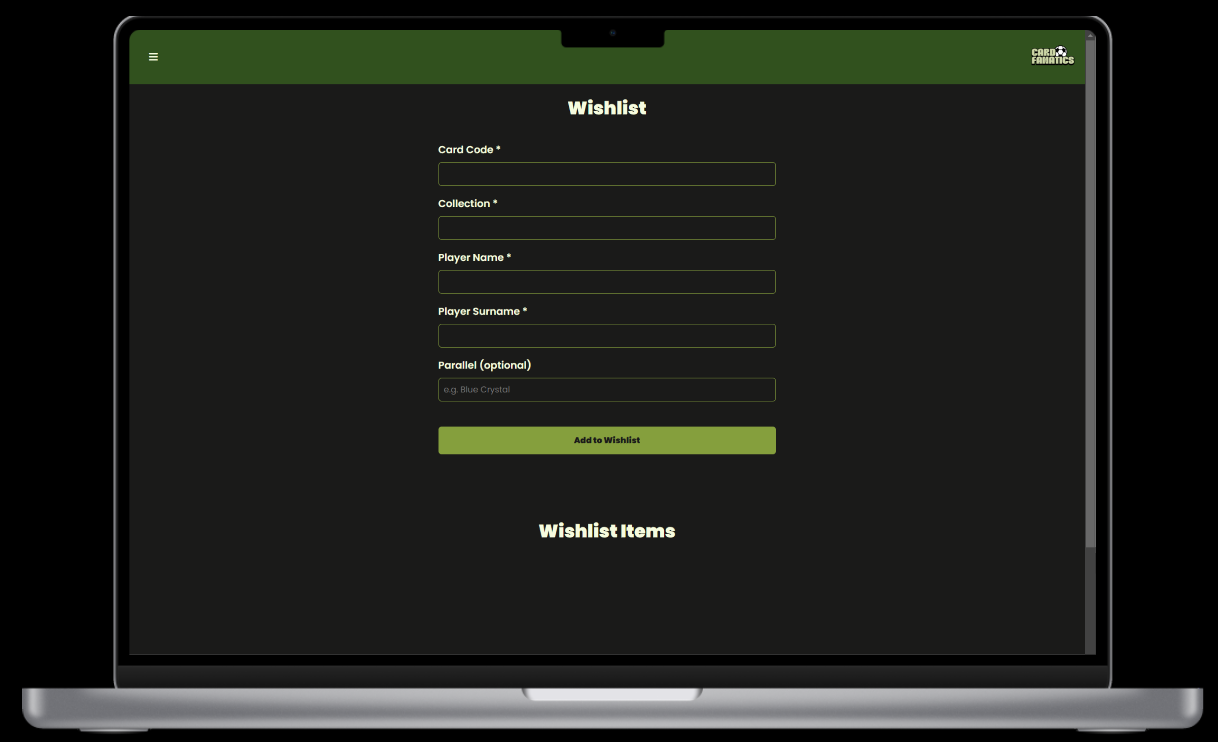 CARD
FANATICS
Wishlist
Card Code *
Collection *
Player Name *
Player Surname *
Parallel (optional)
e.g. Blue Crystal
Add to Wishlist
Wishlist Items